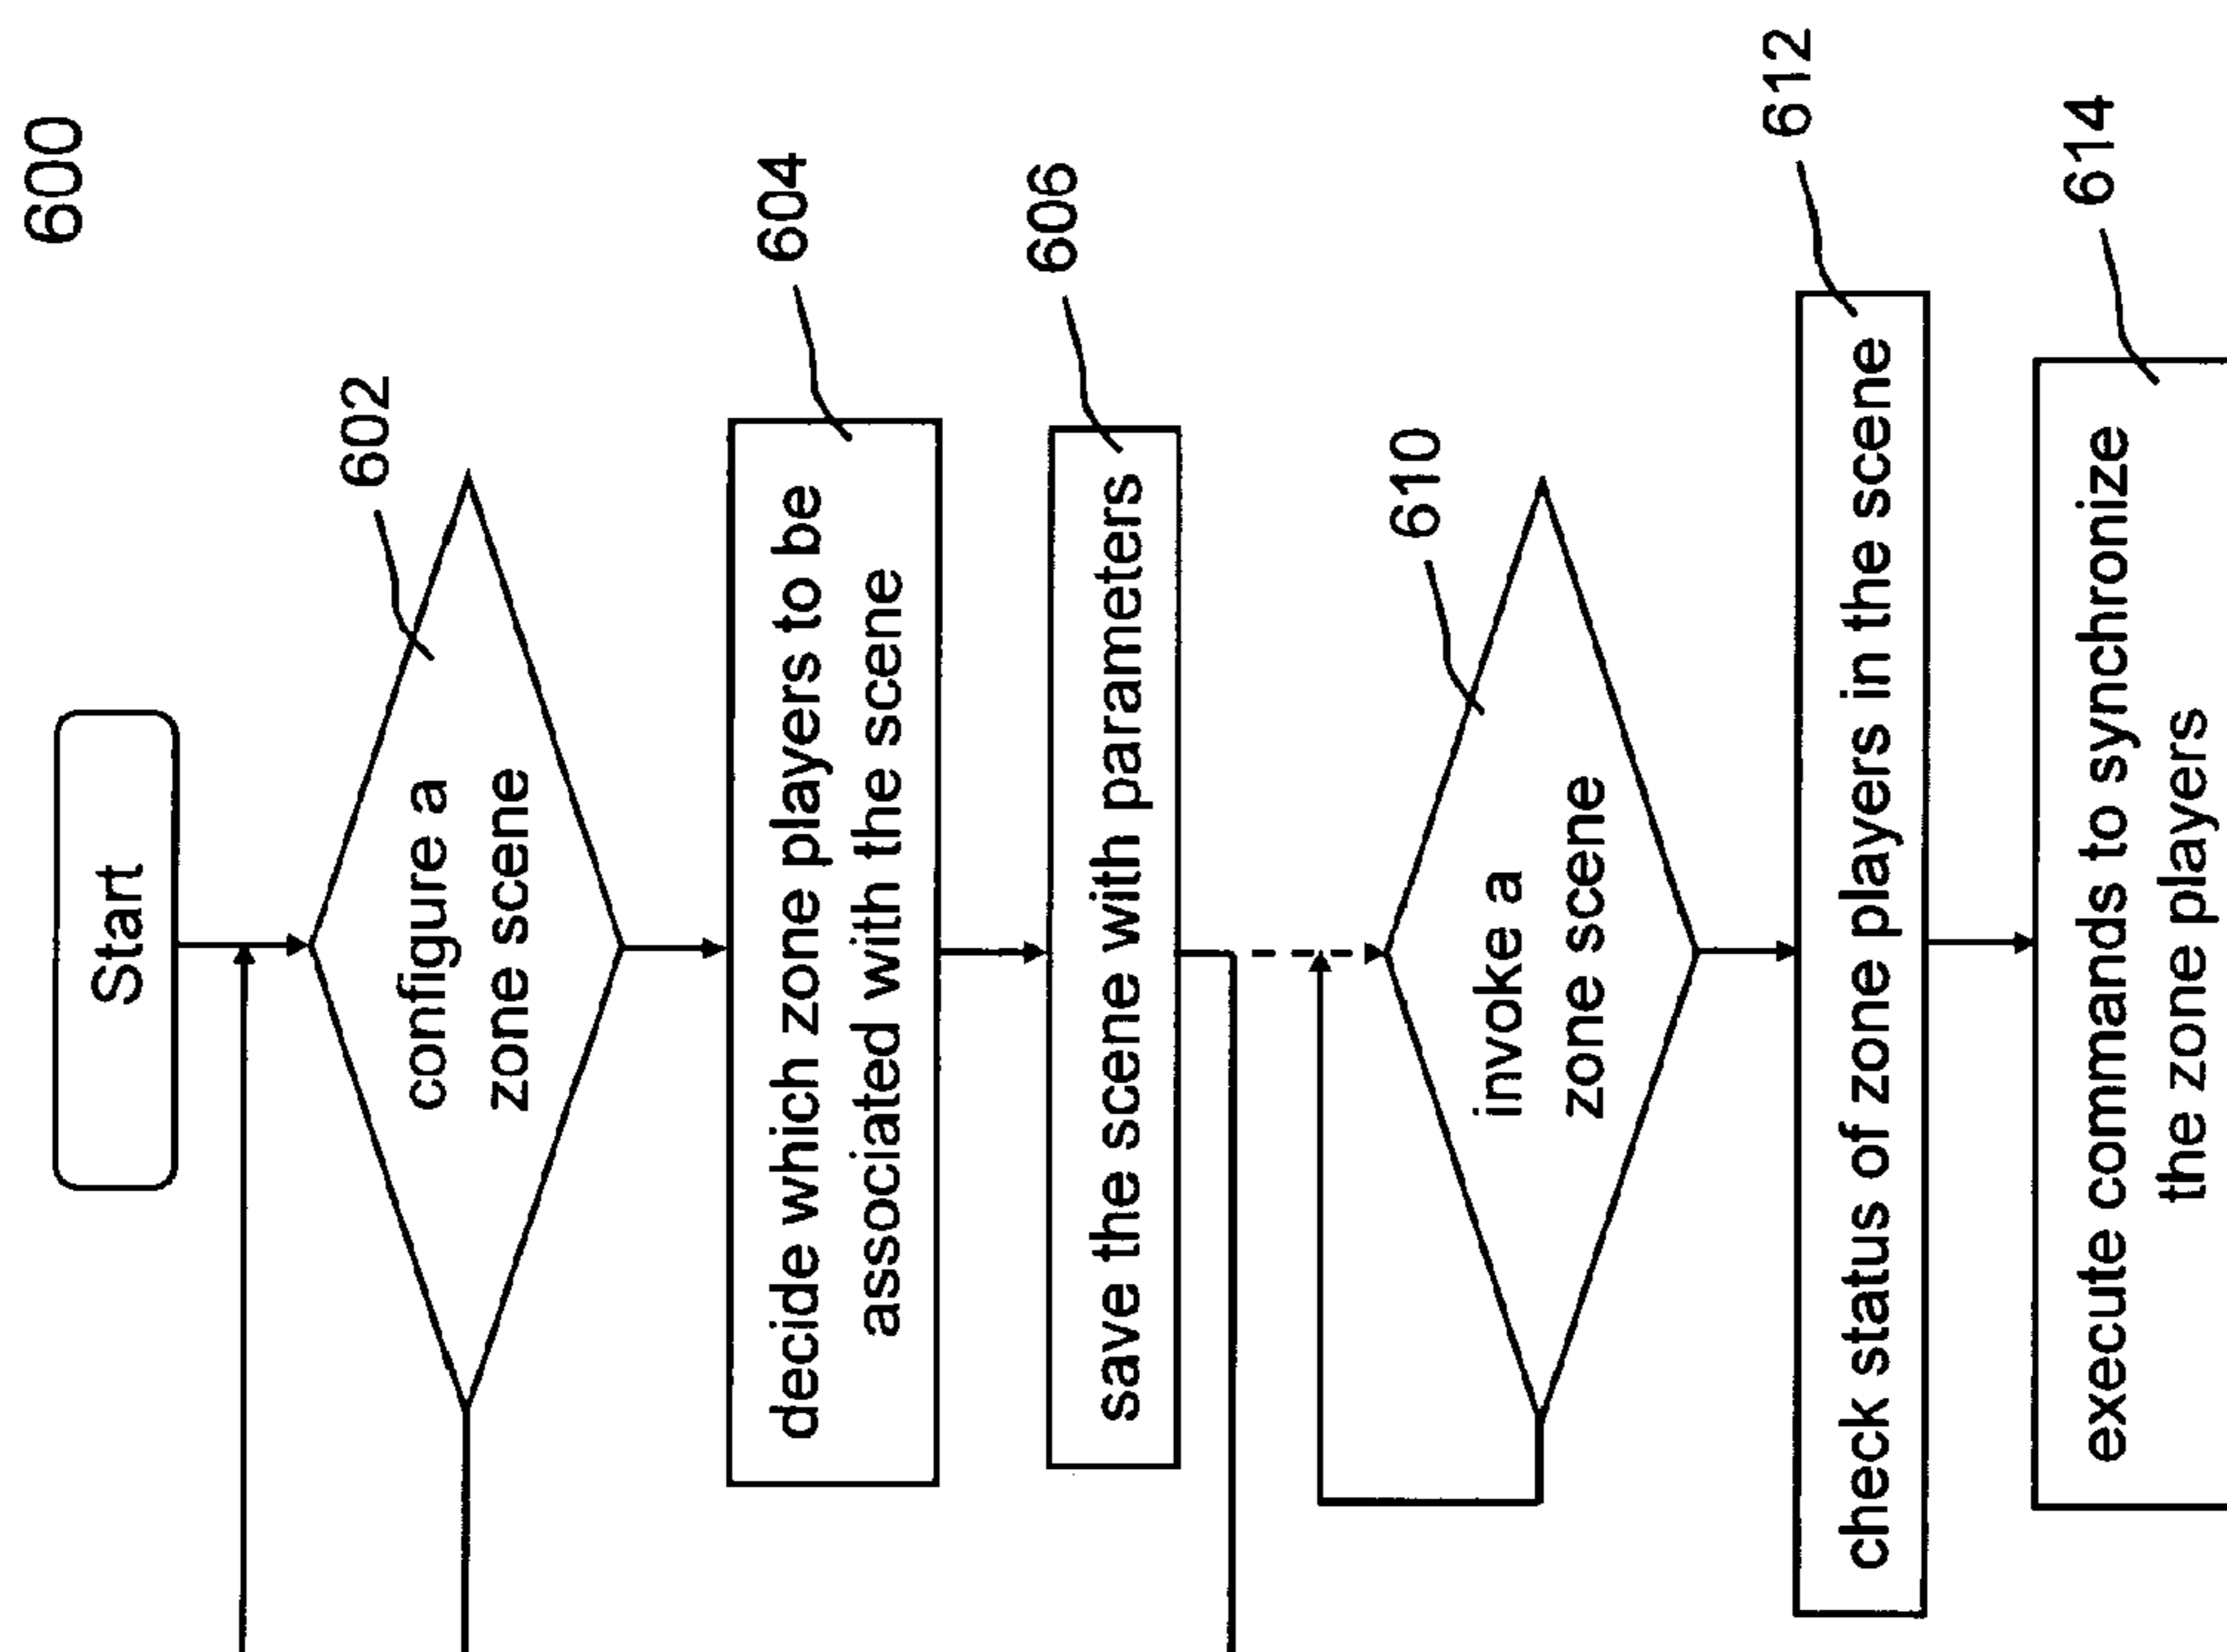 600
Start
602
configure a
zone scene
604
decide which zone players to be
associated with the scene
606
save the scene with parameters
610
invoke a
zone scene
612
check status of zone players in the scene
614
execute commands to synchronize
the zone players